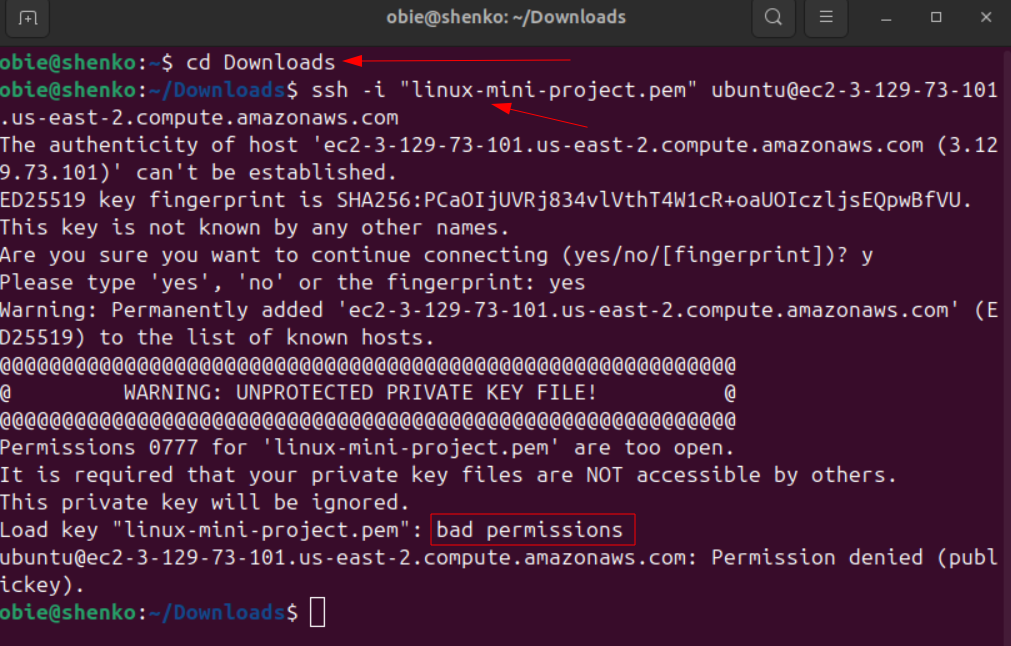 obie@shenko: ~/Downloads
obie@shenko:~$ cd Downloads
obie@shenko:~/Downloads$ ssh -i "linux-mini-project.pem" ubuntu@ec2-3-129-73-101
.us-east-2.compute.amazonaws.com
The authenticity of host 'ec2-3-129-73-101.us-east-2.compute.amazonaws.com (3.12
9.73.101)' can't be established.
ED25519 key fingerprint is SHA256:PCaOIjUVRj834vlVthT4W1cR+oaUOIczljsEQpwBfVU.
This key is not known by any other names.
Are you sure you want to continue connecting (yes/no/[fingerprint])? y
Please type 'yes', 'no' or the fingerprint: yes
Warning: Permanently added 'ec2-3-129-73-101.us-east-2.compute.amazonaws.com' (E
D25519) to the list of known hosts.
@@@@@@@@@@@@@@@@@@@@@@@@@@@@@@@@@@@@@@@@@@@@@@@@@@@@@@@@@@@
@         WARNING: UNPROTECTED PRIVATE KEY FILE!          @
@@@@@@@@@@@@@@@@@@@@@@@@@@@@@@@@@@@@@@@@@@@@@@@@@@@@@@@@@@@
Permissions 0777 for 'linux-mini-project.pem' are too open.
It is required that your private key files are NOT accessible by others.
This private key will be ignored.
Load key "linux-mini-project.pem": bad permissions
ubuntu@ec2-3-129-73-101.us-east-2.compute.amazonaws.com: Permission denied (publ
ickey).
obie@shenko:~/Downloads$